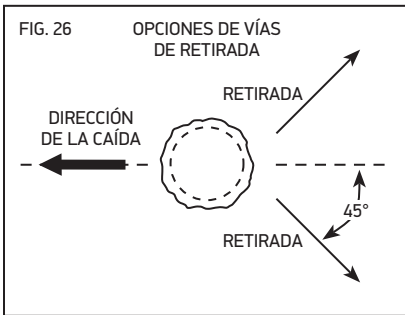 FIG. 26
OPCIONES DE VÍAS
DE RETIRADA
RETIRADA
DIRECCIÓN
DE LA CAÍDA
45°
RETIRADA